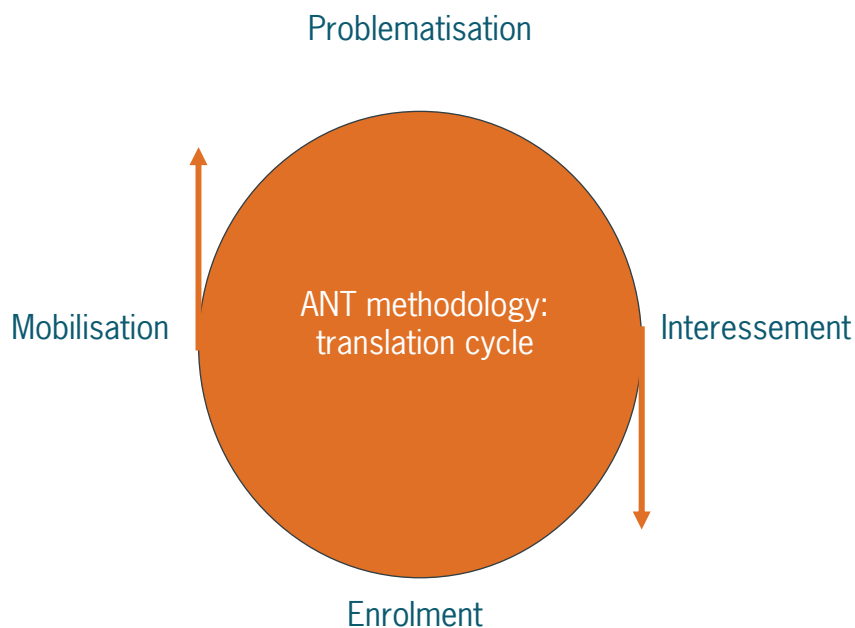 Problematisation
ANT methodology:
translation cycle
Mobilisation
Interessement
Enrolment